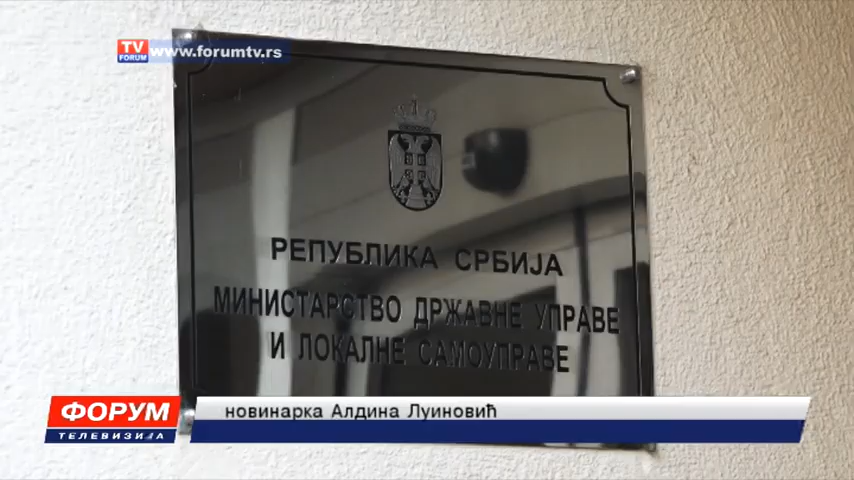 TV
FORUM
www.forumtv.rs
РЕПУБЛИКА СРБИЈА
МИНИСТАРСТВО ДРЖАВНЕ УПРАВЕ
И ЛОКАЛНЕ САМОУПРАВЕ
ФОРУМ
ТЕЛЕВИЗИЈА
новинарка Алдина Луиновић